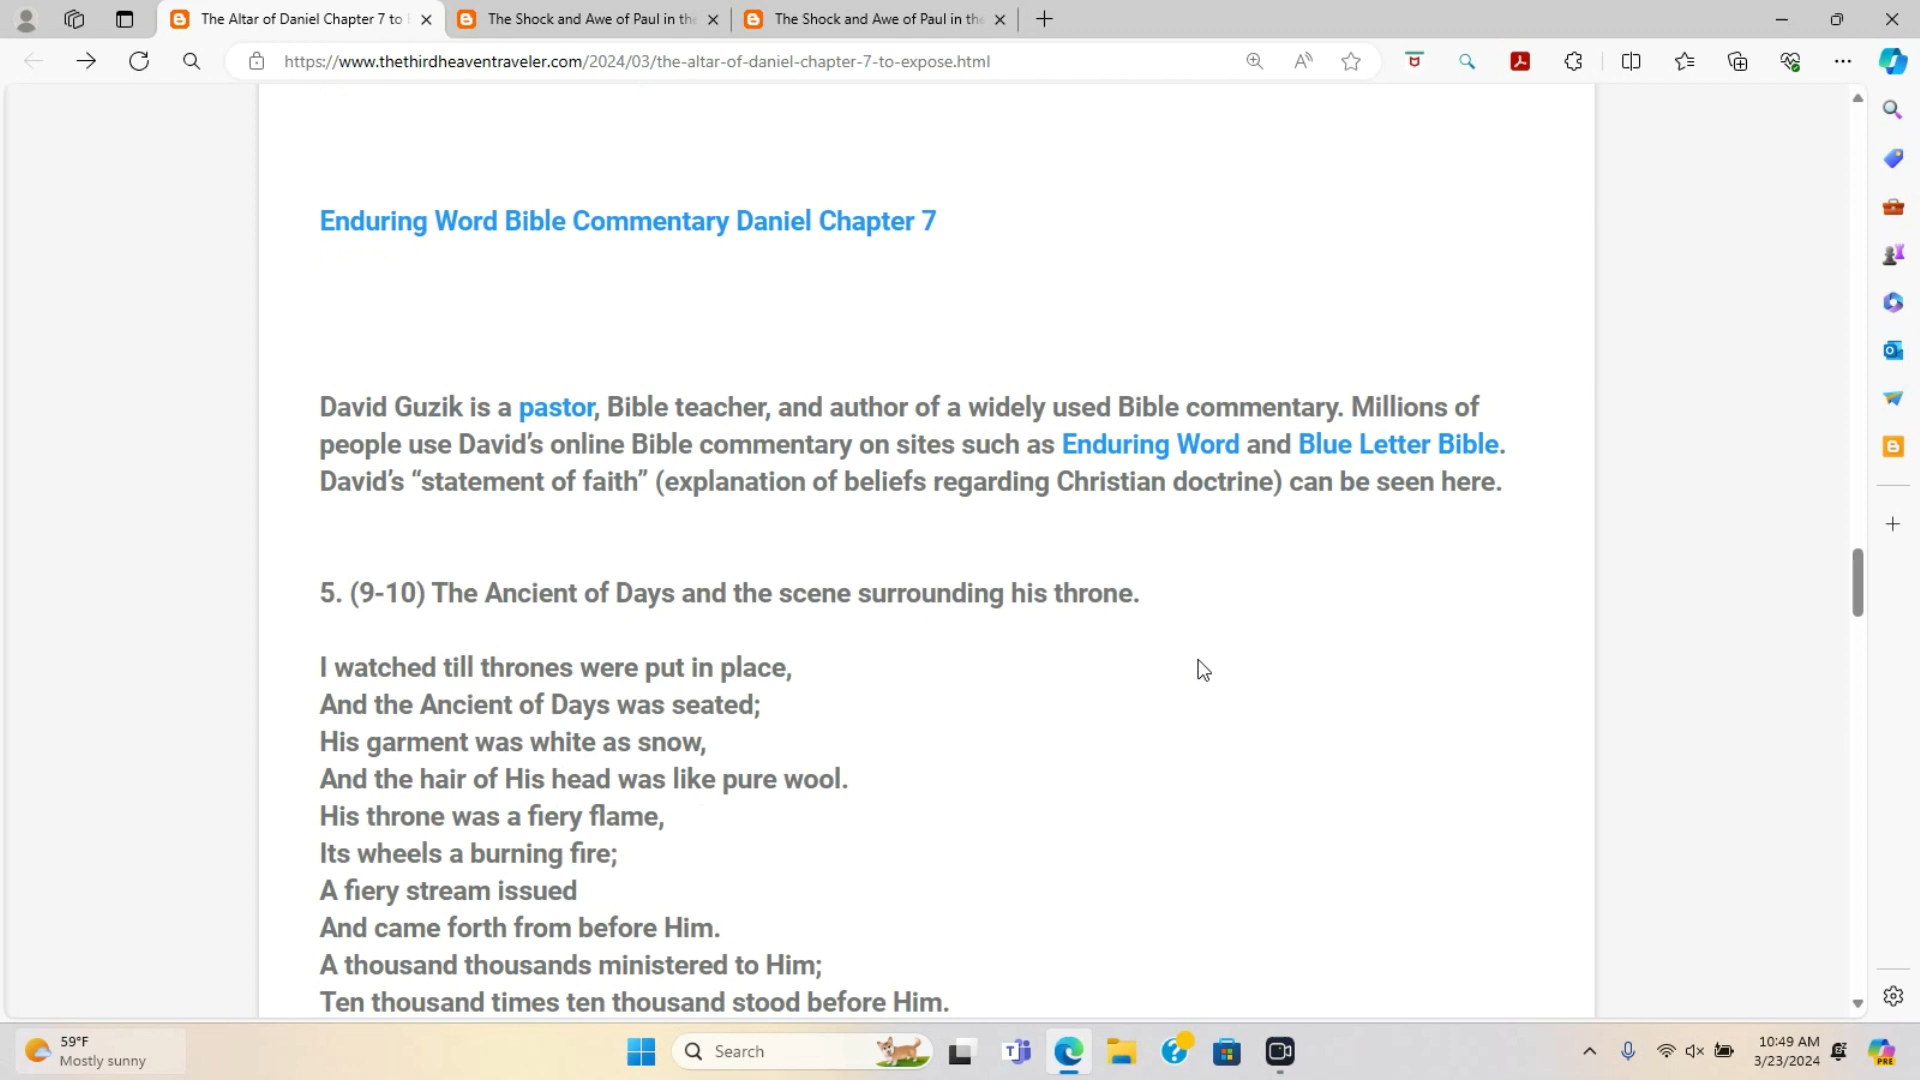 The Altar of Daniel Chapter 7 to
The Shock and Awe of Paul in the
The Shock and Awe of Paul in the
https://www.thethirdheaventraveler.com/2024/03/the-altar-of-daniel-chapter-7-to-expose.html
Enduring Word Bible Commentary Daniel Chapter 7
David Guzik is a pastor, Bible teacher, and author of a widely used Bible commentary. Millions of
people use David’s online Bible commentary on sites such as Enduring Word and Blue Letter Bible.
David’s “statement of faith” (explanation of beliefs regarding Christian doctrine) can be seen here.
5. (9-10) The Ancient of Days and the scene surrounding his throne.
I watched till thrones were put in place,
And the Ancient of Days was seated;
His garment was white as snow,
And the hair of His head was like pure wool.
His throne was a fiery flame,
Its wheels a burning fire;
A fiery stream issued
And came forth from before Him.
A thousand thousands ministered to Him;
Ten thousand times ten thousand stood before Him.
59°F
Mostly sunny
Search
10:49 AM
3/23/2024
PRE